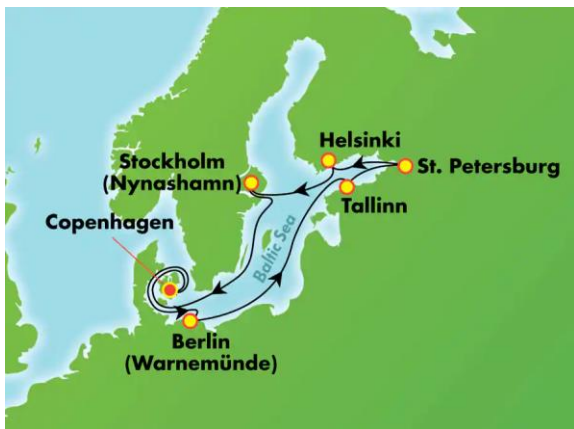 Helsinki
St. Petersburg
Stockholm
(Nynashamn)
Tallinn
Copenhagen
Baltic Sea
Berlin
(Warnemünde)